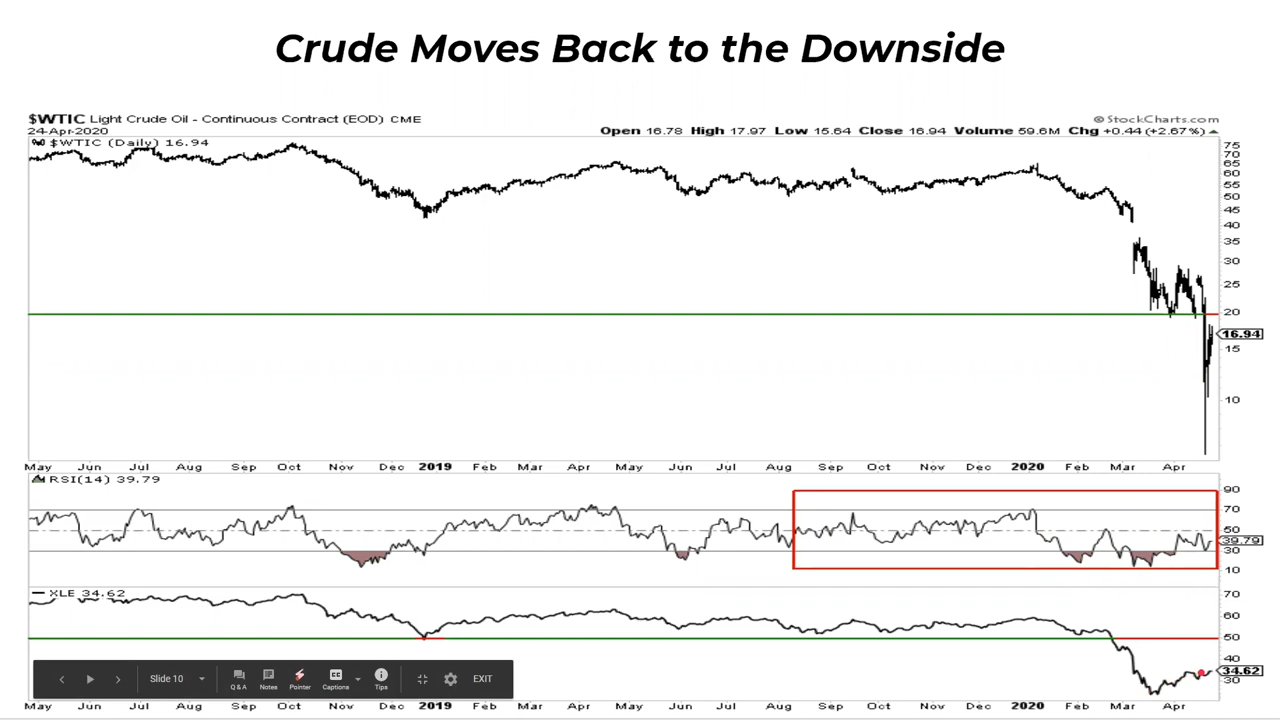 Crude Moves Back to the Downside
$WTIC Light Crude Oil - Continuous Contract (EOD) CME
© StockCharts.com
24-Apr-2020
Open 16.78 High 17.97 Low 15.64 Close 16.94 Volume 59.6M Chg +0.44 (+2.67%)
$WTIC (Daily) 16.94
75
70
65
60
55
50
45
40
35
30
25
20
16.94
15
10
May Jun Jul Aug Sep Oct Nov Dec 2019 Feb Mar Apr May Jun Jul Aug Sep Oct Nov Dec 2020 Feb Mar Apr
RSI(14) 39.79
90
70
50
39.79
30
10
XLE 34.62
70
60
50
40
34.62
30
Slide 10
Q & A
Notes
Pointer
Captions
Tips
EXIT
May Jun Jul Aug Sep Oct Nov Dec 2019 Feb Mar Apr May Jun Jul Aug Sep Oct Nov Dec 2020 Feb Mar Apr